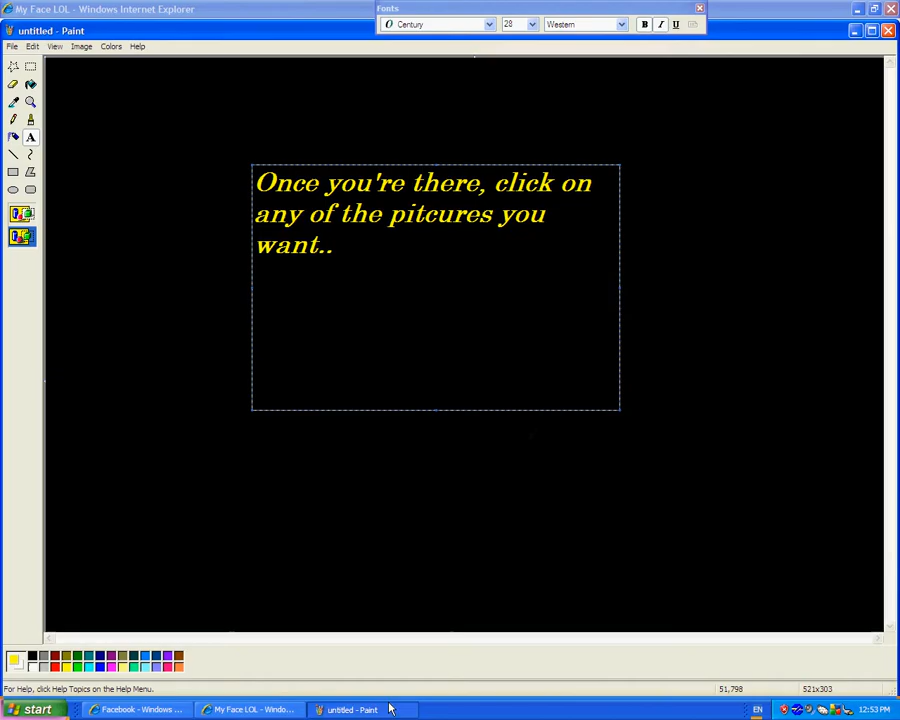 My Face LOL - Windows Internet Explorer
Fonts
Century
28
Western
B I U
untitled - Paint
File Edit View Image Colors Help
A
Once you're there, click on
any of the pitcures you
want..
For Help, click Help Topics on the Help Menu.
51,798
521x303
start
Facebook - Windows ...
My Face LOL - Windo...
untitled - Paint
EN
12:53 PM